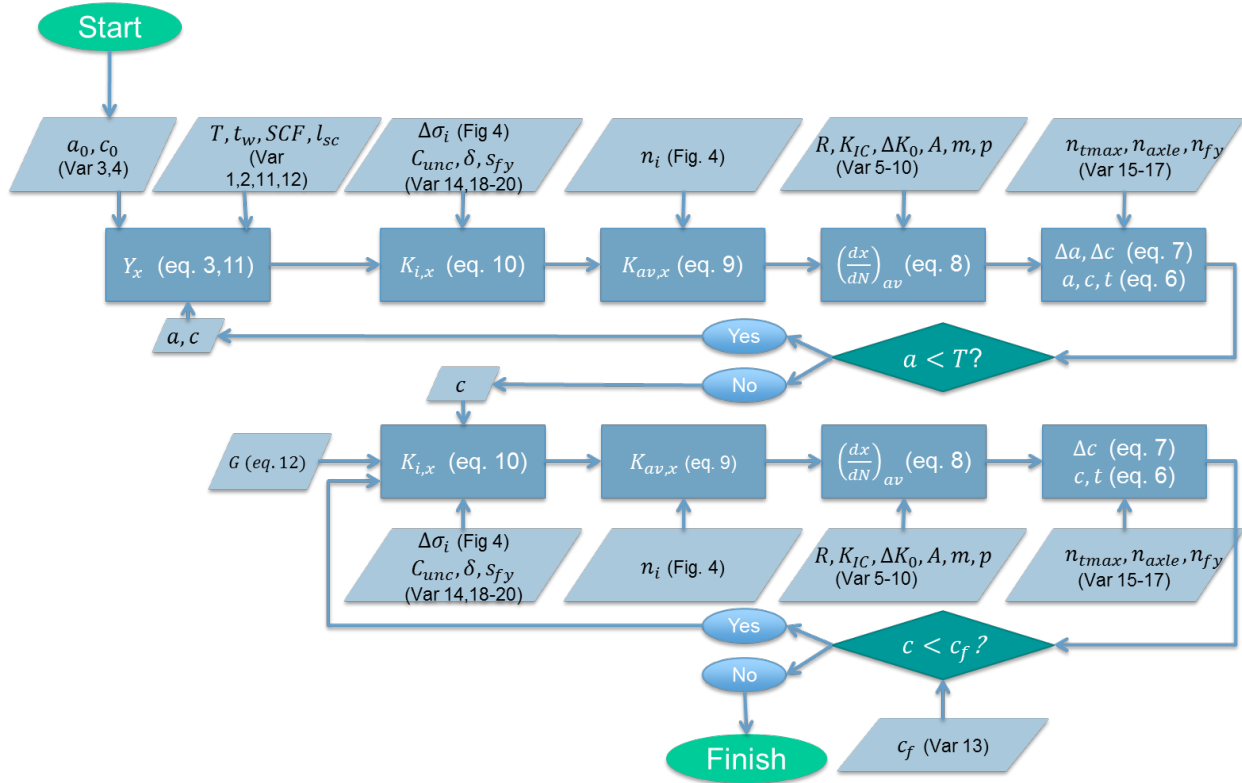 Start
a₀, c₀
(Var 3,4)
T, t_w, SCF, l_sc
(Var
1,2,11,12)
Δσ_i (Fig 4)
C_unc, δ, s_fy
(Var 14,18-20)
n_i (Fig. 4)
R, K_IC, ΔK₀, A, m, p
(Var 5-10)
n_tmax, n_axle, n_fy
(Var 15-17)
Y_x (eq. 3,11)
K_i,x (eq. 10)
K_av,x (eq. 9)
(dx/dN)_av (eq. 8)
Δa, Δc (eq. 7)
a, c, t (eq. 6)
a, c
Yes
a < T?
No
c
G (eq. 12)
K_i,x (eq. 10)
K_av,x (eq. 9)
(dx/dN)_av (eq. 8)
Δc (eq. 7)
c, t (eq. 6)
Δσ_i (Fig 4)
C_unc, δ, s_fy
(Var 14,18-20)
n_i (Fig. 4)
R, K_IC, ΔK₀, A, m, p
(Var 5-10)
n_tmax, n_axle, n_fy
(Var 15-17)
Yes
c < c_f ?
No
Finish
c_f (Var 13)